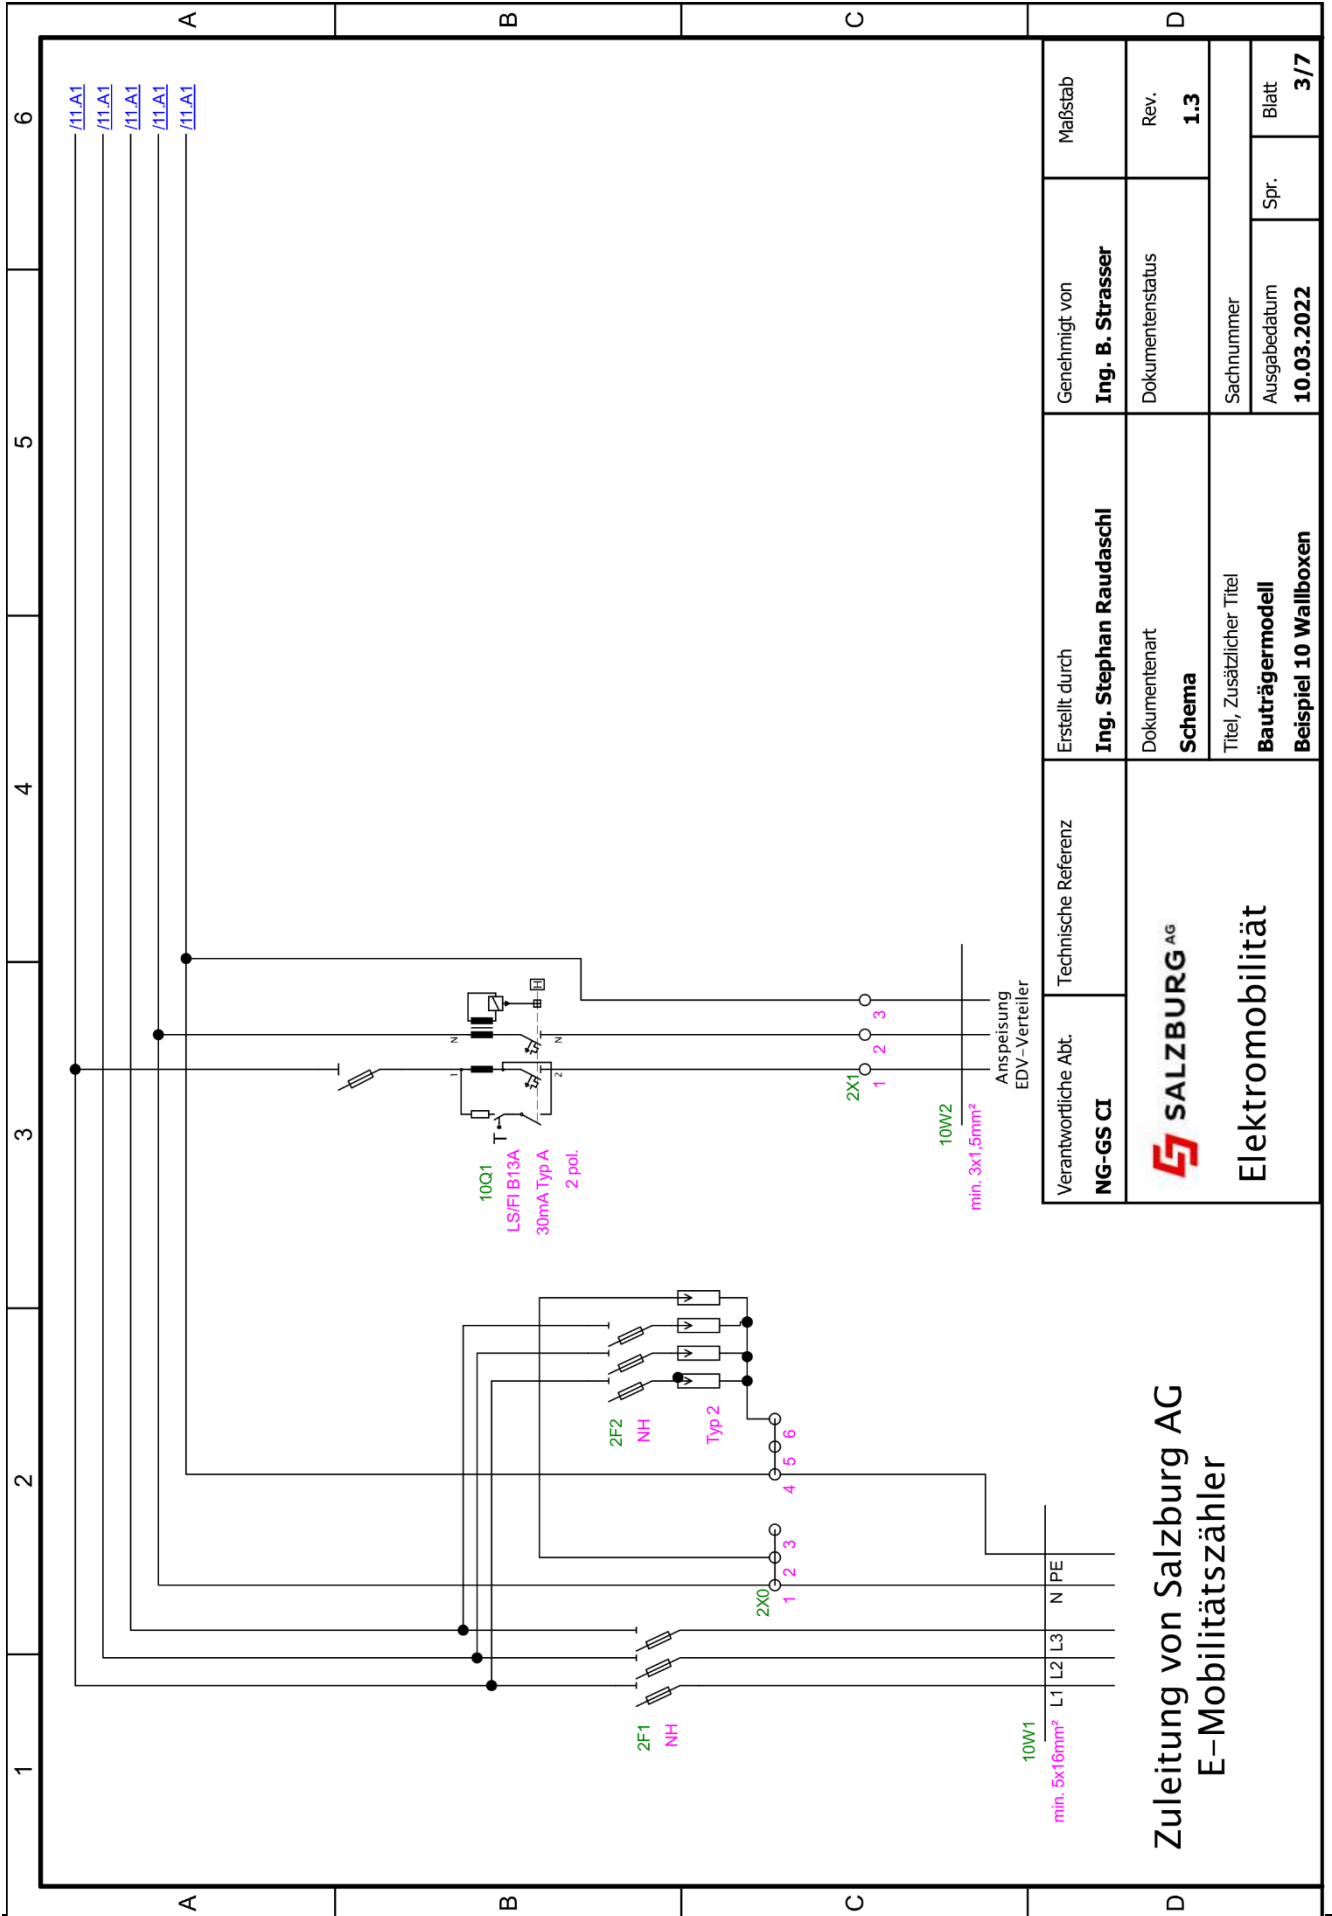 1
2
3
4
5
6
A
B
C
D
A
B
C
D
/11.A1
/11.A1
/11.A1
/11.A1
/11.A1
2F1
NH
10W1
min. 5x16mm²
L1
L2
L3
N
PE
2X0
1
2
3
4
5
6
2F2
NH
Typ 2
Zuleitung von Salzburg AG
E-Mobilitätszähler
10Q1
LS/FI B13A
30mA Typ A
2 pol.
T
1
2
N
N
H
2X1
1
2
3
10W2
min. 3x1,5mm²
Anspeisung
EDV-Verteiler
Verantwortliche Abt.
NG-GS CI
Technische Referenz
Erstellt durch
Ing. Stephan Raudaschl
Genehmigt von
Ing. B. Strasser
Maßstab
SALZBURG AG
Elektromobilität
Dokumentenart
Schema
Dokumentenstatus
Rev.
1.3
Titel, Zusätzlicher Titel
Bauträgermodell
Beispiel 10 Wallboxen
Sachnummer
Ausgabedatum
10.03.2022
Spr.
Blatt
3/7